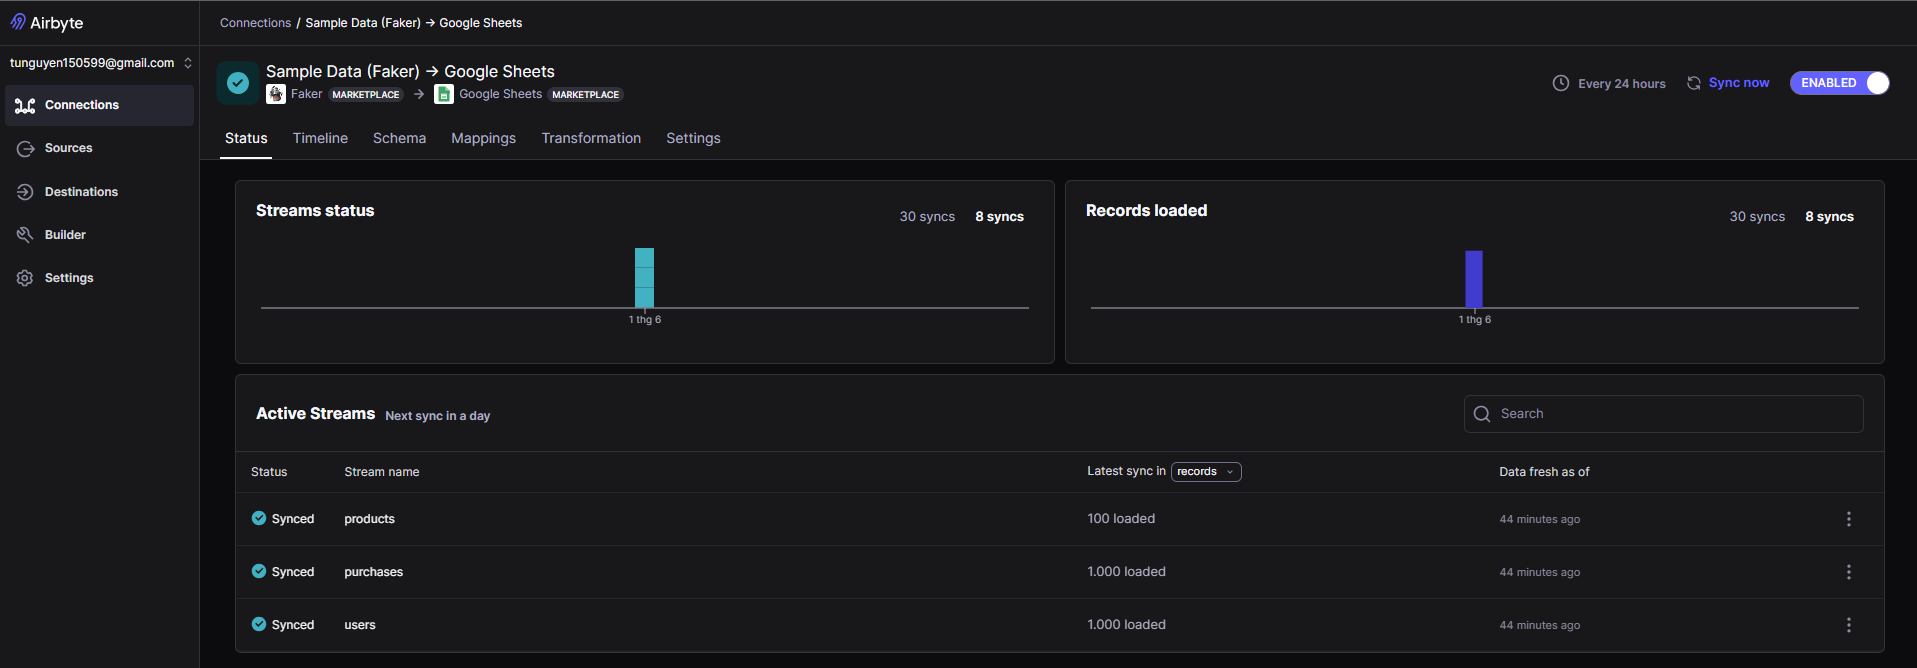 Airbyte
Connections / Sample Data (Faker) → Google Sheets
tunguyen150599@gmail.com
Connections
Sources
Destinations
Builder
Settings
Sample Data (Faker) → Google Sheets
Faker MARKETPLACE → Google Sheets MARKETPLACE
Every 24 hours Sync now ENABLED
Status Timeline Schema Mappings Transformation Settings
Streams status 30 syncs 8 syncs
1 thg 6
Records loaded 30 syncs 8 syncs
1 thg 6
Active Streams Next sync in a day Search
Status Stream name Latest sync in records Data fresh as of
Synced products 100 loaded 44 minutes ago
Synced purchases 1.000 loaded 44 minutes ago
Synced users 1.000 loaded 44 minutes ago